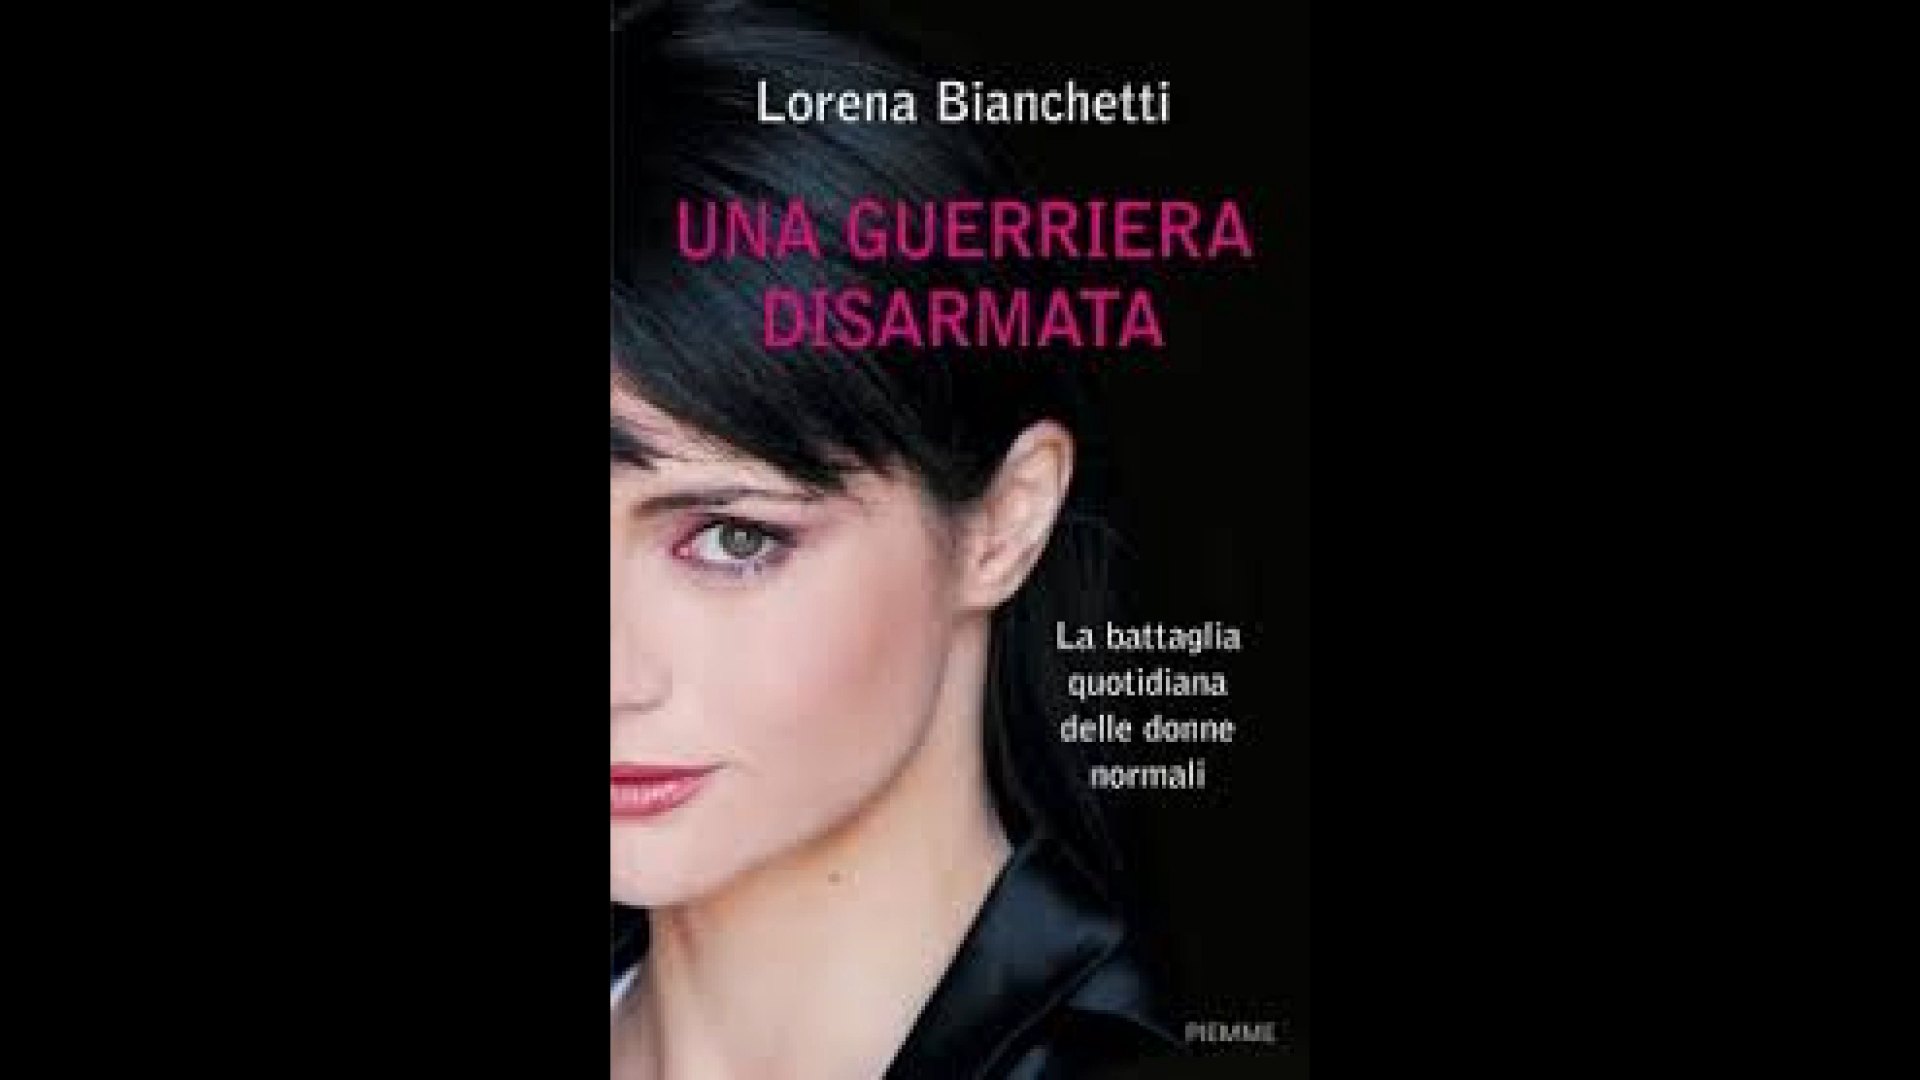 Lorena Bianchetti
UNA GUERRIERA
DISARMATA
La battaglia
quotidiana
delle donne
normali
PIEMME